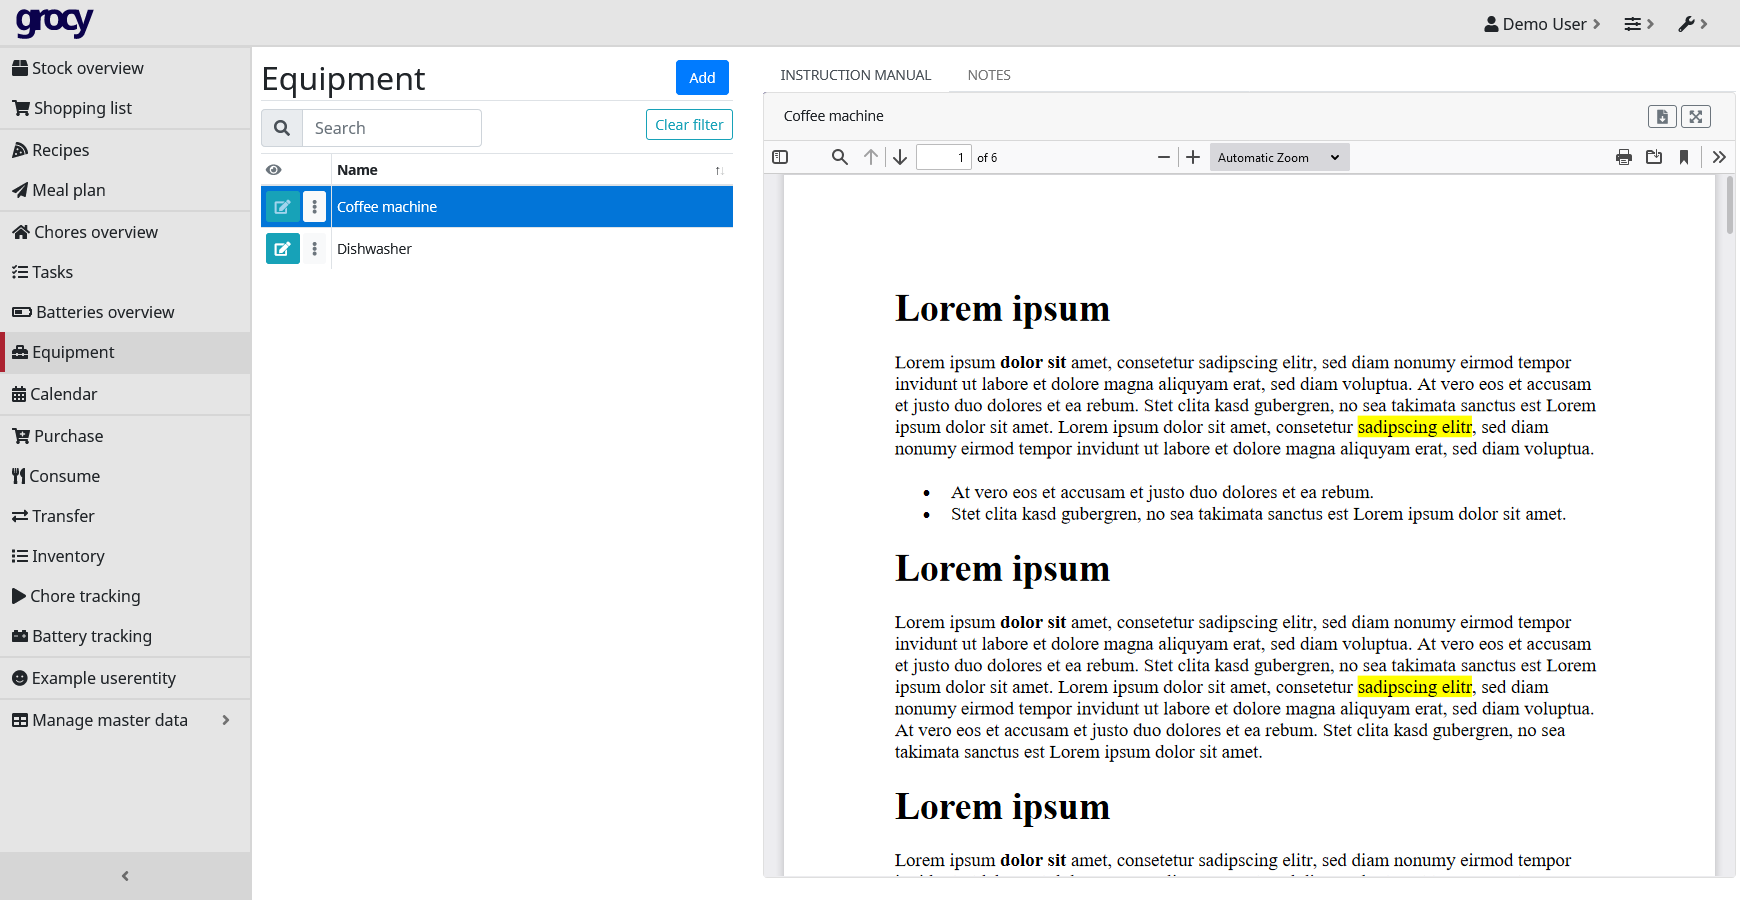 grocy
Demo User
Stock overview
Shopping list
Recipes
Meal plan
Chores overview
Tasks
Batteries overview
Equipment
Calendar
Purchase
Consume
Transfer
Inventory
Chore tracking
Battery tracking
Example userentity
Manage master data
Equipment
Add
Search
Clear filter
Name
Coffee machine
Dishwasher
INSTRUCTION MANUAL NOTES
Coffee machine
1 of 6 Automatic Zoom
Lorem ipsum
Lorem ipsum dolor sit amet, consetetur sadipscing elitr, sed diam nonumy eirmod tempor
invidunt ut labore et dolore magna aliquyam erat, sed diam voluptua. At vero eos et accusam
et justo duo dolores et ea rebum. Stet clita kasd gubergren, no sea takimata sanctus est Lorem
ipsum dolor sit amet. Lorem ipsum dolor sit amet, consetetur sadipscing elitr, sed diam
nonumy eirmod tempor invidunt ut labore et dolore magna aliquyam erat, sed diam voluptua.
• At vero eos et accusam et justo duo dolores et ea rebum.
• Stet clita kasd gubergren, no sea takimata sanctus est Lorem ipsum dolor sit amet.
Lorem ipsum
Lorem ipsum dolor sit amet, consetetur sadipscing elitr, sed diam nonumy eirmod tempor
invidunt ut labore et dolore magna aliquyam erat, sed diam voluptua. At vero eos et accusam
et justo duo dolores et ea rebum. Stet clita kasd gubergren, no sea takimata sanctus est Lorem
ipsum dolor sit amet. Lorem ipsum dolor sit amet, consetetur sadipscing elitr, sed diam
nonumy eirmod tempor invidunt ut labore et dolore magna aliquyam erat, sed diam voluptua.
At vero eos et accusam et justo duo dolores et ea rebum. Stet clita kasd gubergren, no sea
takimata sanctus est Lorem ipsum dolor sit amet.
Lorem ipsum
Lorem ipsum dolor sit amet, consetetur sadipscing elitr, sed diam nonumy eirmod tempor